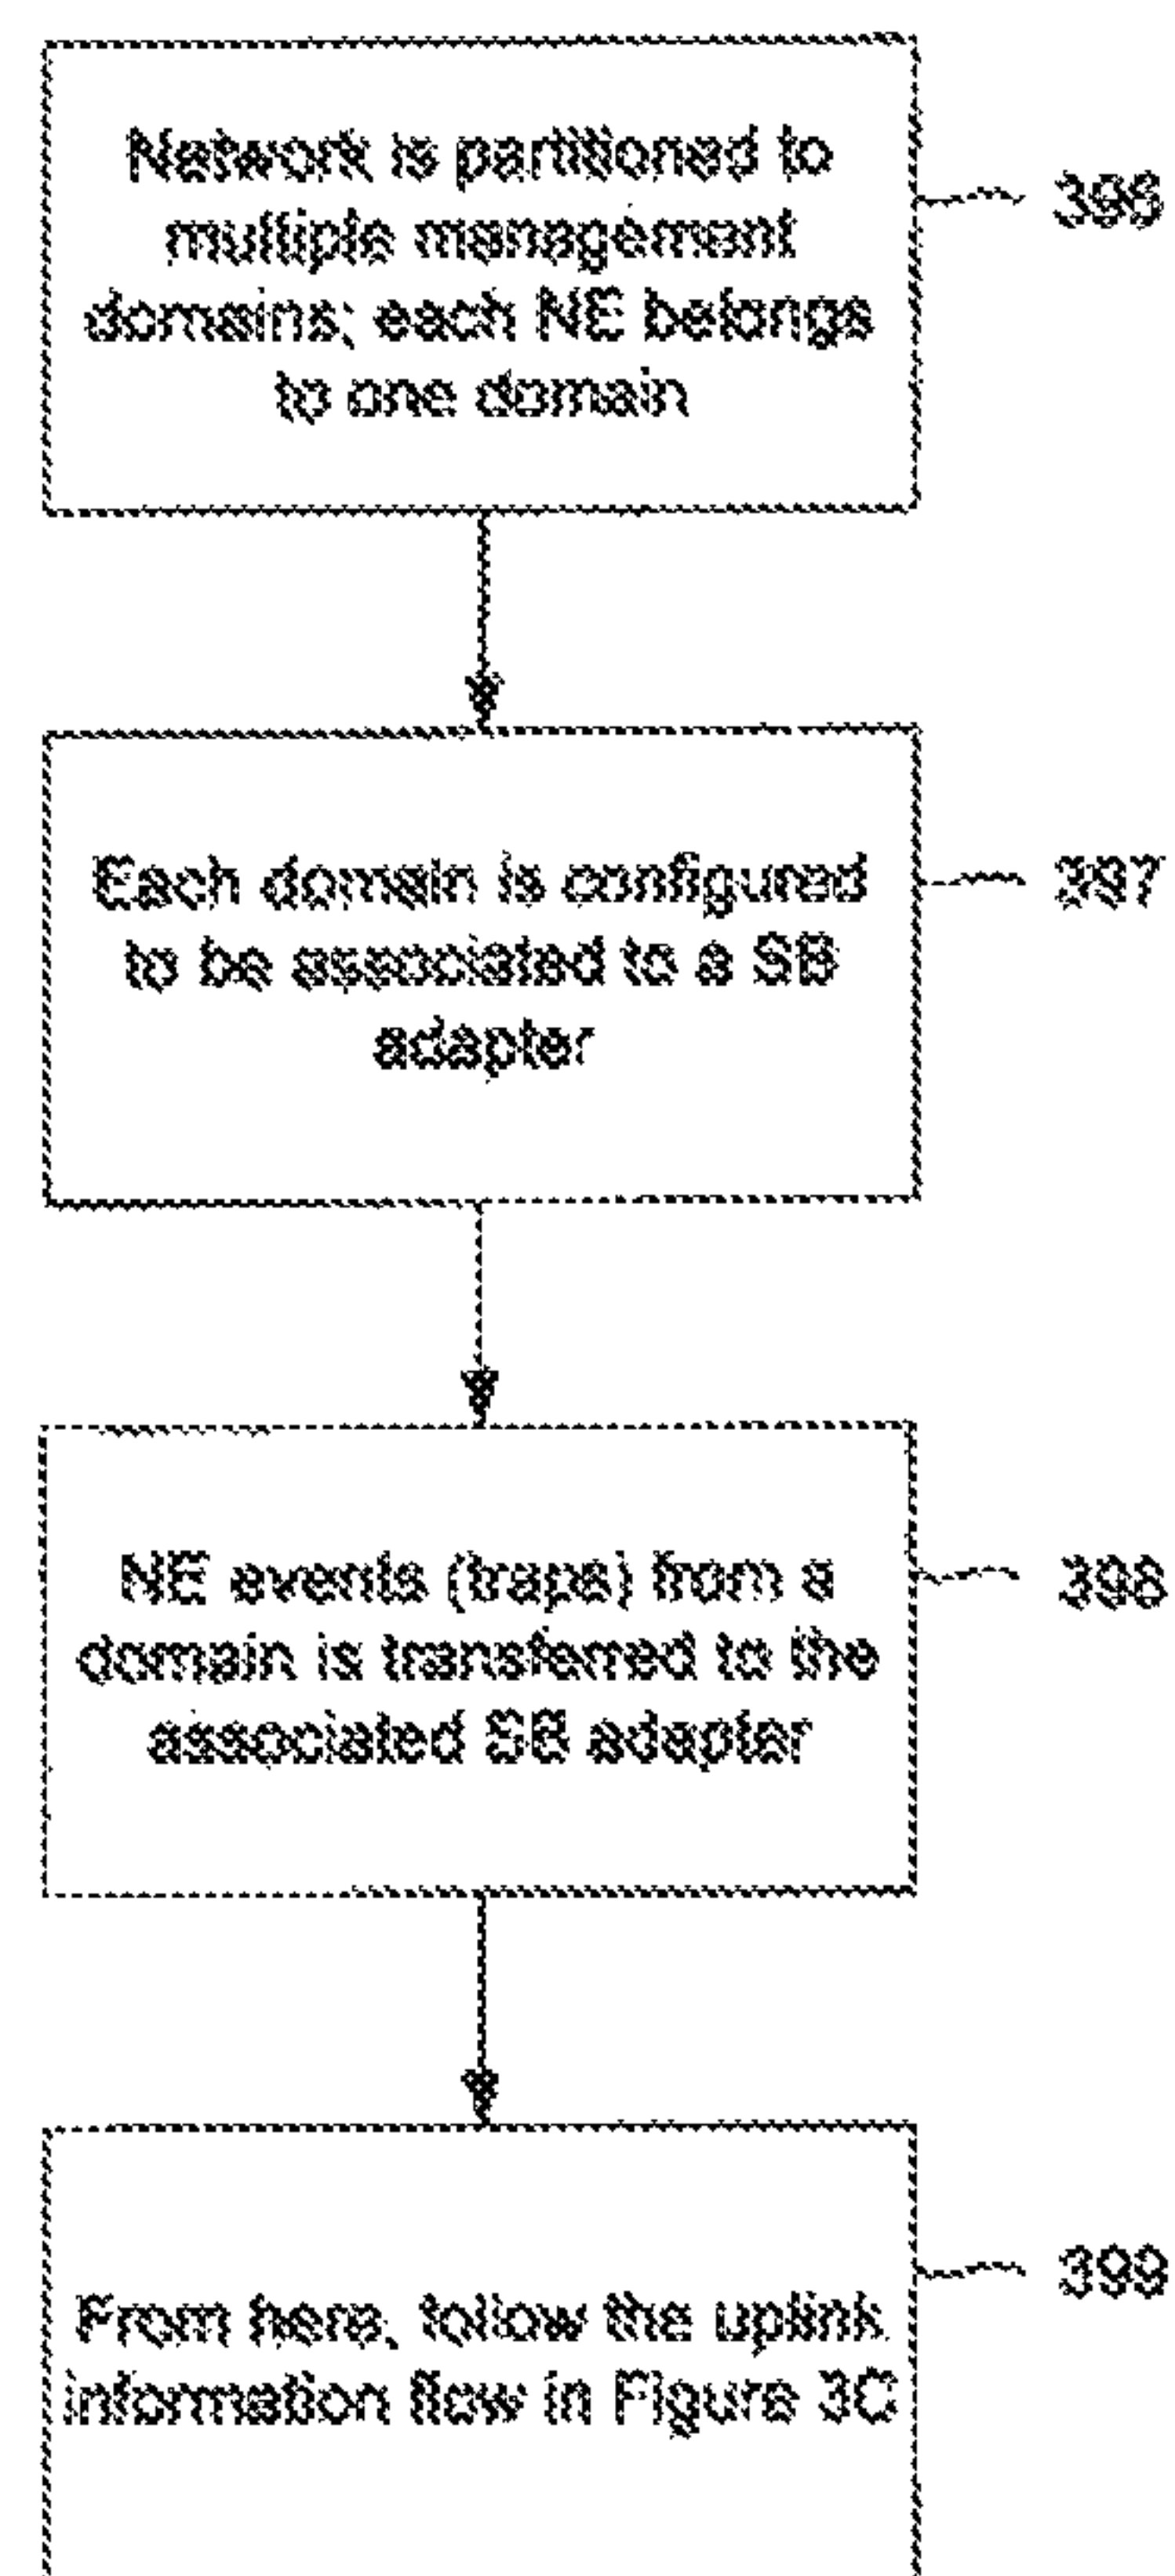 Network is partitioned to
multiple management
domains; each NE belongs
to one domain
396
Each domain is configured
to be associated to a SB
adapter
397
NE events (traps) from a
domain is transferred to the
associated SB adapter
398
From here, follow the uplink
information flow in Figure 3C
399